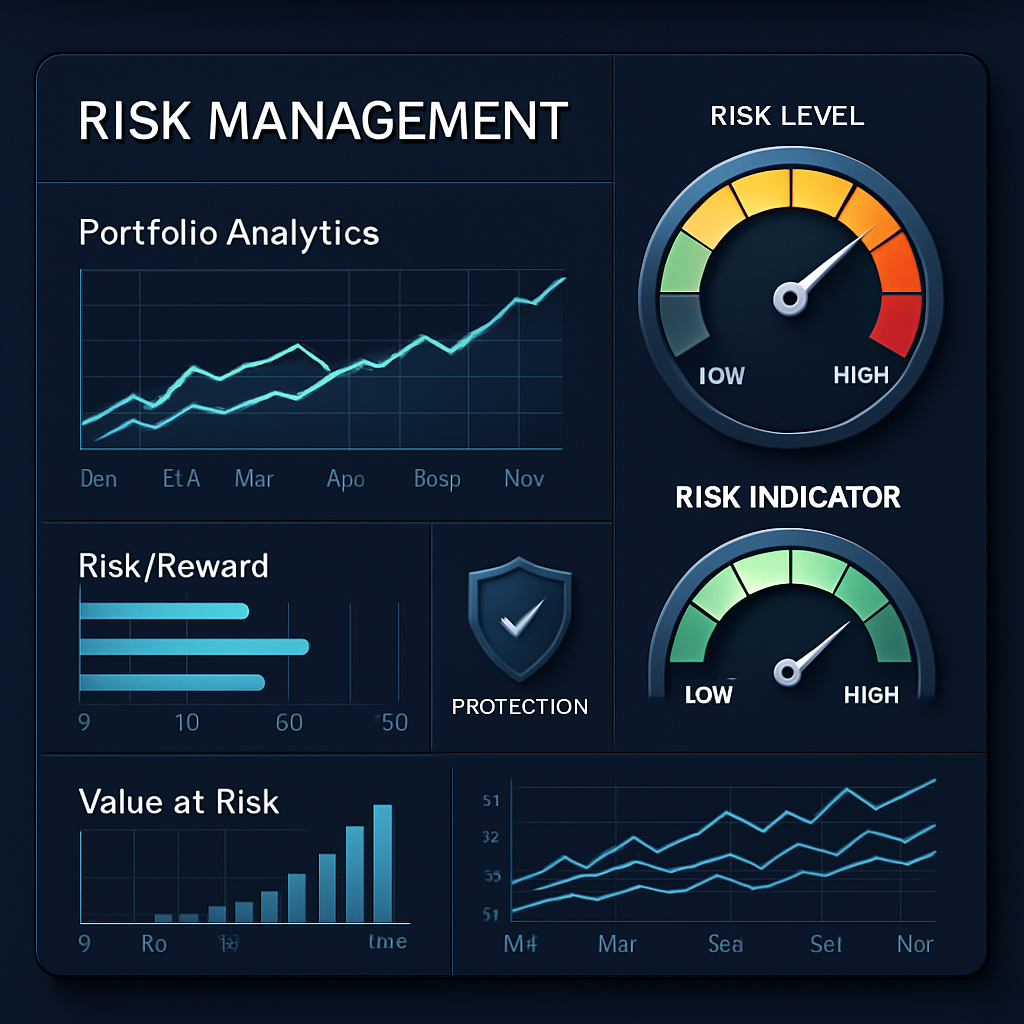 RISK MANAGEMENT
Portfolio Analytics
Den EtA Mar Apo Bosp Nov
RISK LEVEL
IOW HIGH
RISK INDICATOR
LOW HIGH
Risk/Reward
9 10 60 50
PROTECTION
Value at Risk
9 Ro tme
51
32
55
51
M# Mar Sea Set Nor